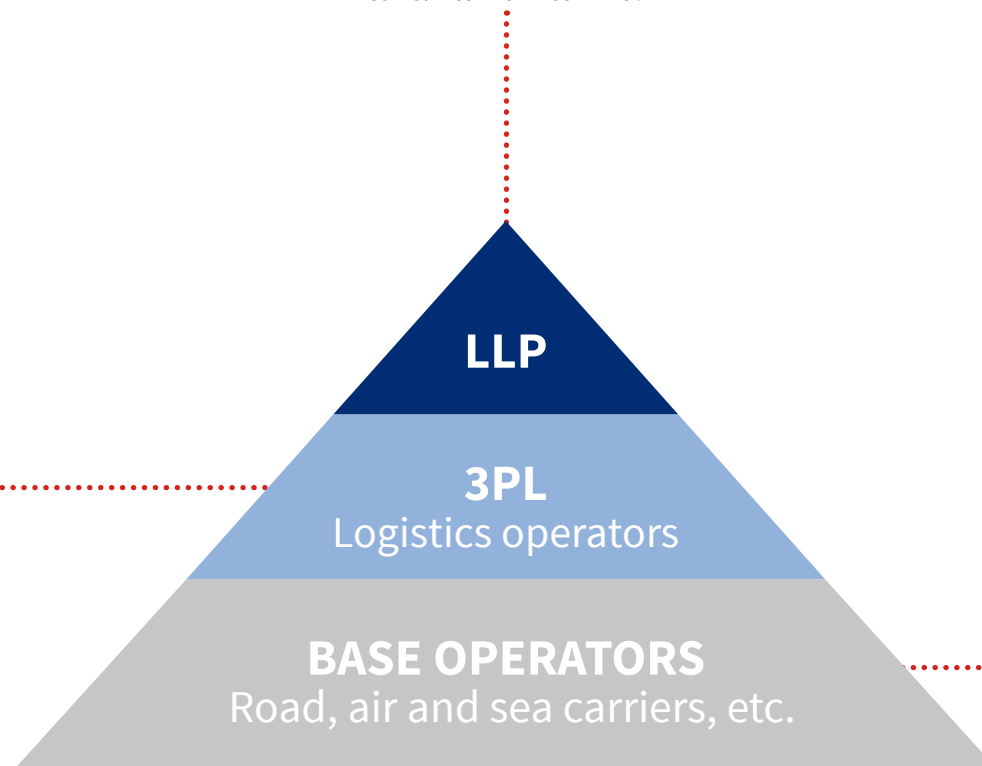 LLP
3PL
Logistics operators
BASE OPERATORS
Road, air and sea carriers, etc.